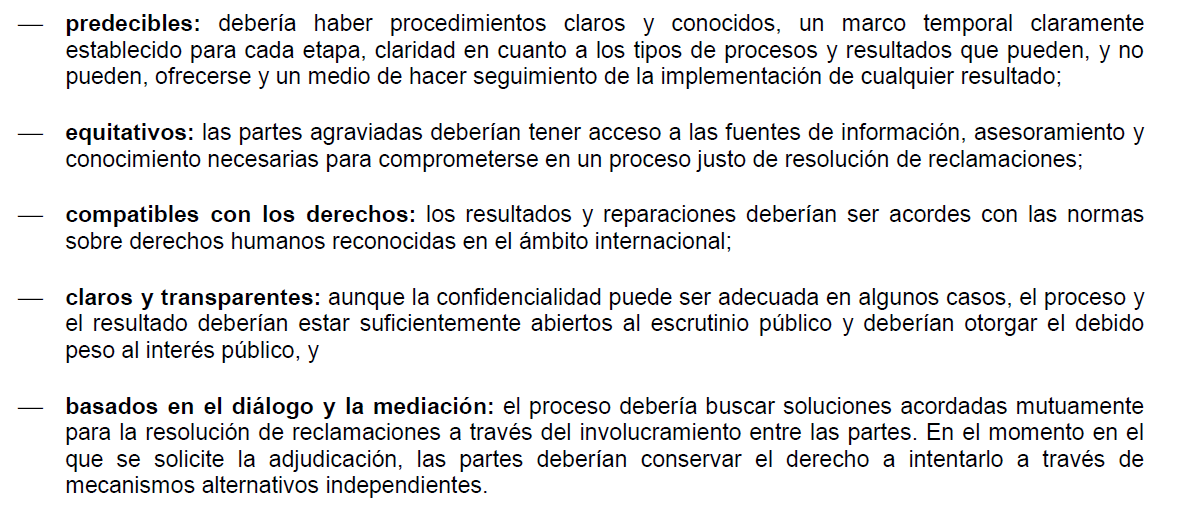 — predecibles: debería haber procedimientos claros y conocidos, un marco temporal claramente
establecido para cada etapa, claridad en cuanto a los tipos de procesos y resultados que pueden, y no
pueden, ofrecerse y un medio de hacer seguimiento de la implementación de cualquier resultado;
— equitativos: las partes agraviadas deberían tener acceso a las fuentes de información, asesoramiento y
conocimiento necesarias para comprometerse en un proceso justo de resolución de reclamaciones;
— compatibles con los derechos: los resultados y reparaciones deberían ser acordes con las normas
sobre derechos humanos reconocidas en el ámbito internacional;
— claros y transparentes: aunque la confidencialidad puede ser adecuada en algunos casos, el proceso y
el resultado deberían estar suficientemente abiertos al escrutinio público y deberían otorgar el debido
peso al interés público, y
— basados en el diálogo y la mediación: el proceso debería buscar soluciones acordadas mutuamente
para la resolución de reclamaciones a través del involucramiento entre las partes. En el momento en el
que se solicite la adjudicación, las partes deberían conservar el derecho a intentarlo a través de
mecanismos alternativos independientes.